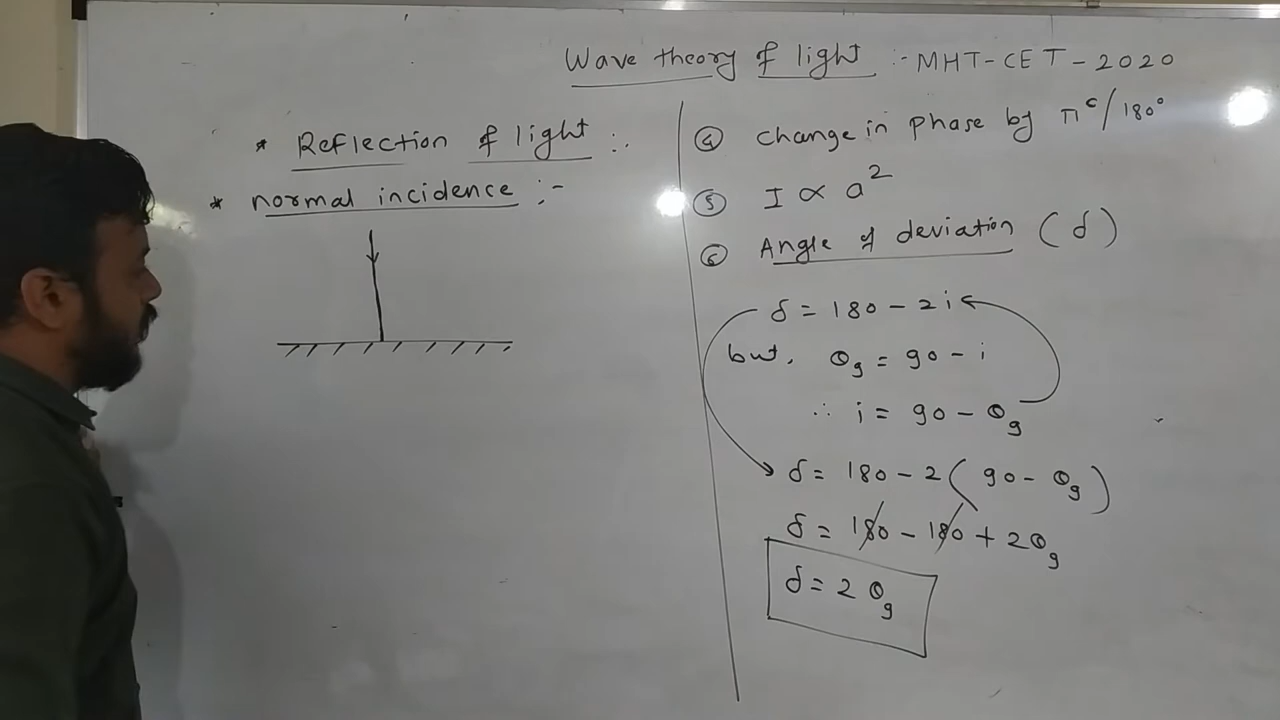 Wave theory of light :- MHT-CET-2020
* Reflection of light :.
* normal incidence :-
④ change in phase by πᶜ/180°
⑤ I ∝ a²
⑥ Angle of deviation (δ)
δ = 180 - 2i
but, θg = 90 - i
∴ i = 90 - θg
δ = 180 - 2(90 - θg)
δ = 180 - 180 + 2θg
δ = 2θg